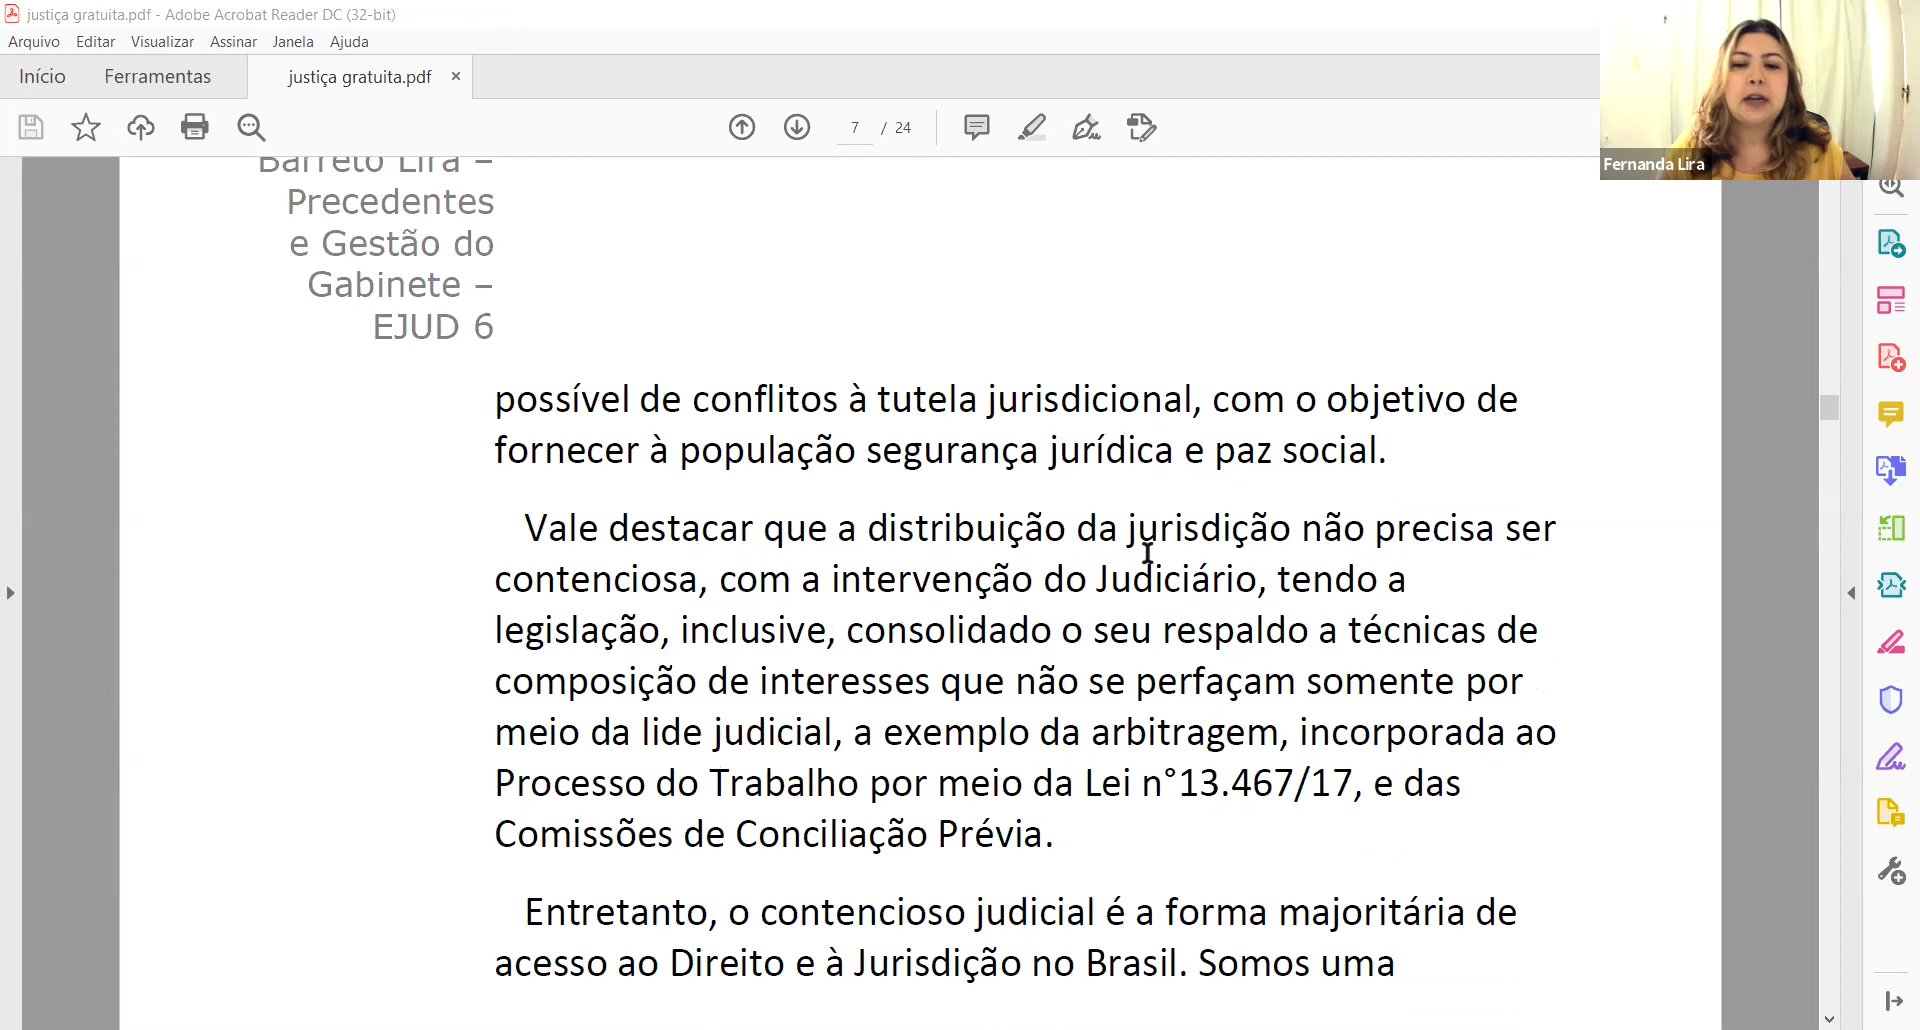 justiça gratuita.pdf - Adobe Acrobat Reader DC (32-bit)
Arquivo Editar Visualizar Assinar Janela Ajuda
Início Ferramentas justiça gratuita.pdf ×
7 / 24
Fernanda Lira
Barreto Lira –
Precedentes
e Gestão do
Gabinete –
EJUD 6
possível de conflitos à tutela jurisdicional, com o objetivo de
fornecer à população segurança jurídica e paz social.
Vale destacar que a distribuição da jurisdição não precisa ser
contenciosa, com a intervenção do Judiciário, tendo a
legislação, inclusive, consolidado o seu respaldo a técnicas de
composição de interesses que não se perfaçam somente por
meio da lide judicial, a exemplo da arbitragem, incorporada ao
Processo do Trabalho por meio da Lei n°13.467/17, e das
Comissões de Conciliação Prévia.
Entretanto, o contencioso judicial é a forma majoritária de
acesso ao Direito e à Jurisdição no Brasil. Somos uma